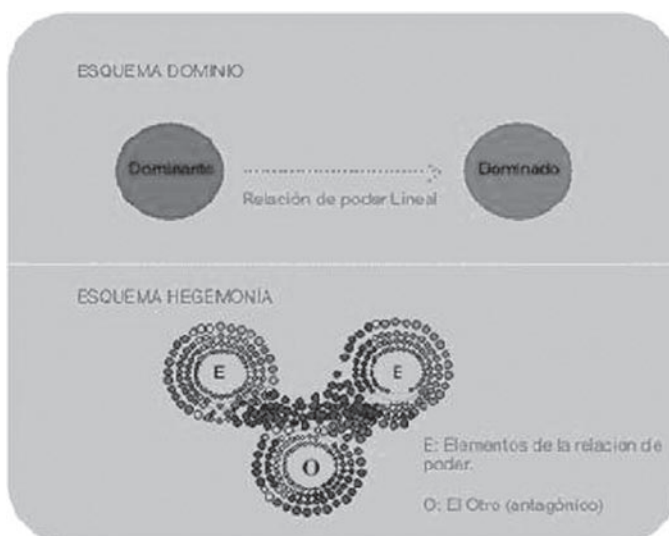 ESQUEMA DOMINIO
Dominante
Dominado
Relación de poder Lineal
ESQUEMA HEGEMONÍA
E
E
O
E: Elementos de la relacion de
poder.
O: El Otro (antagónico)